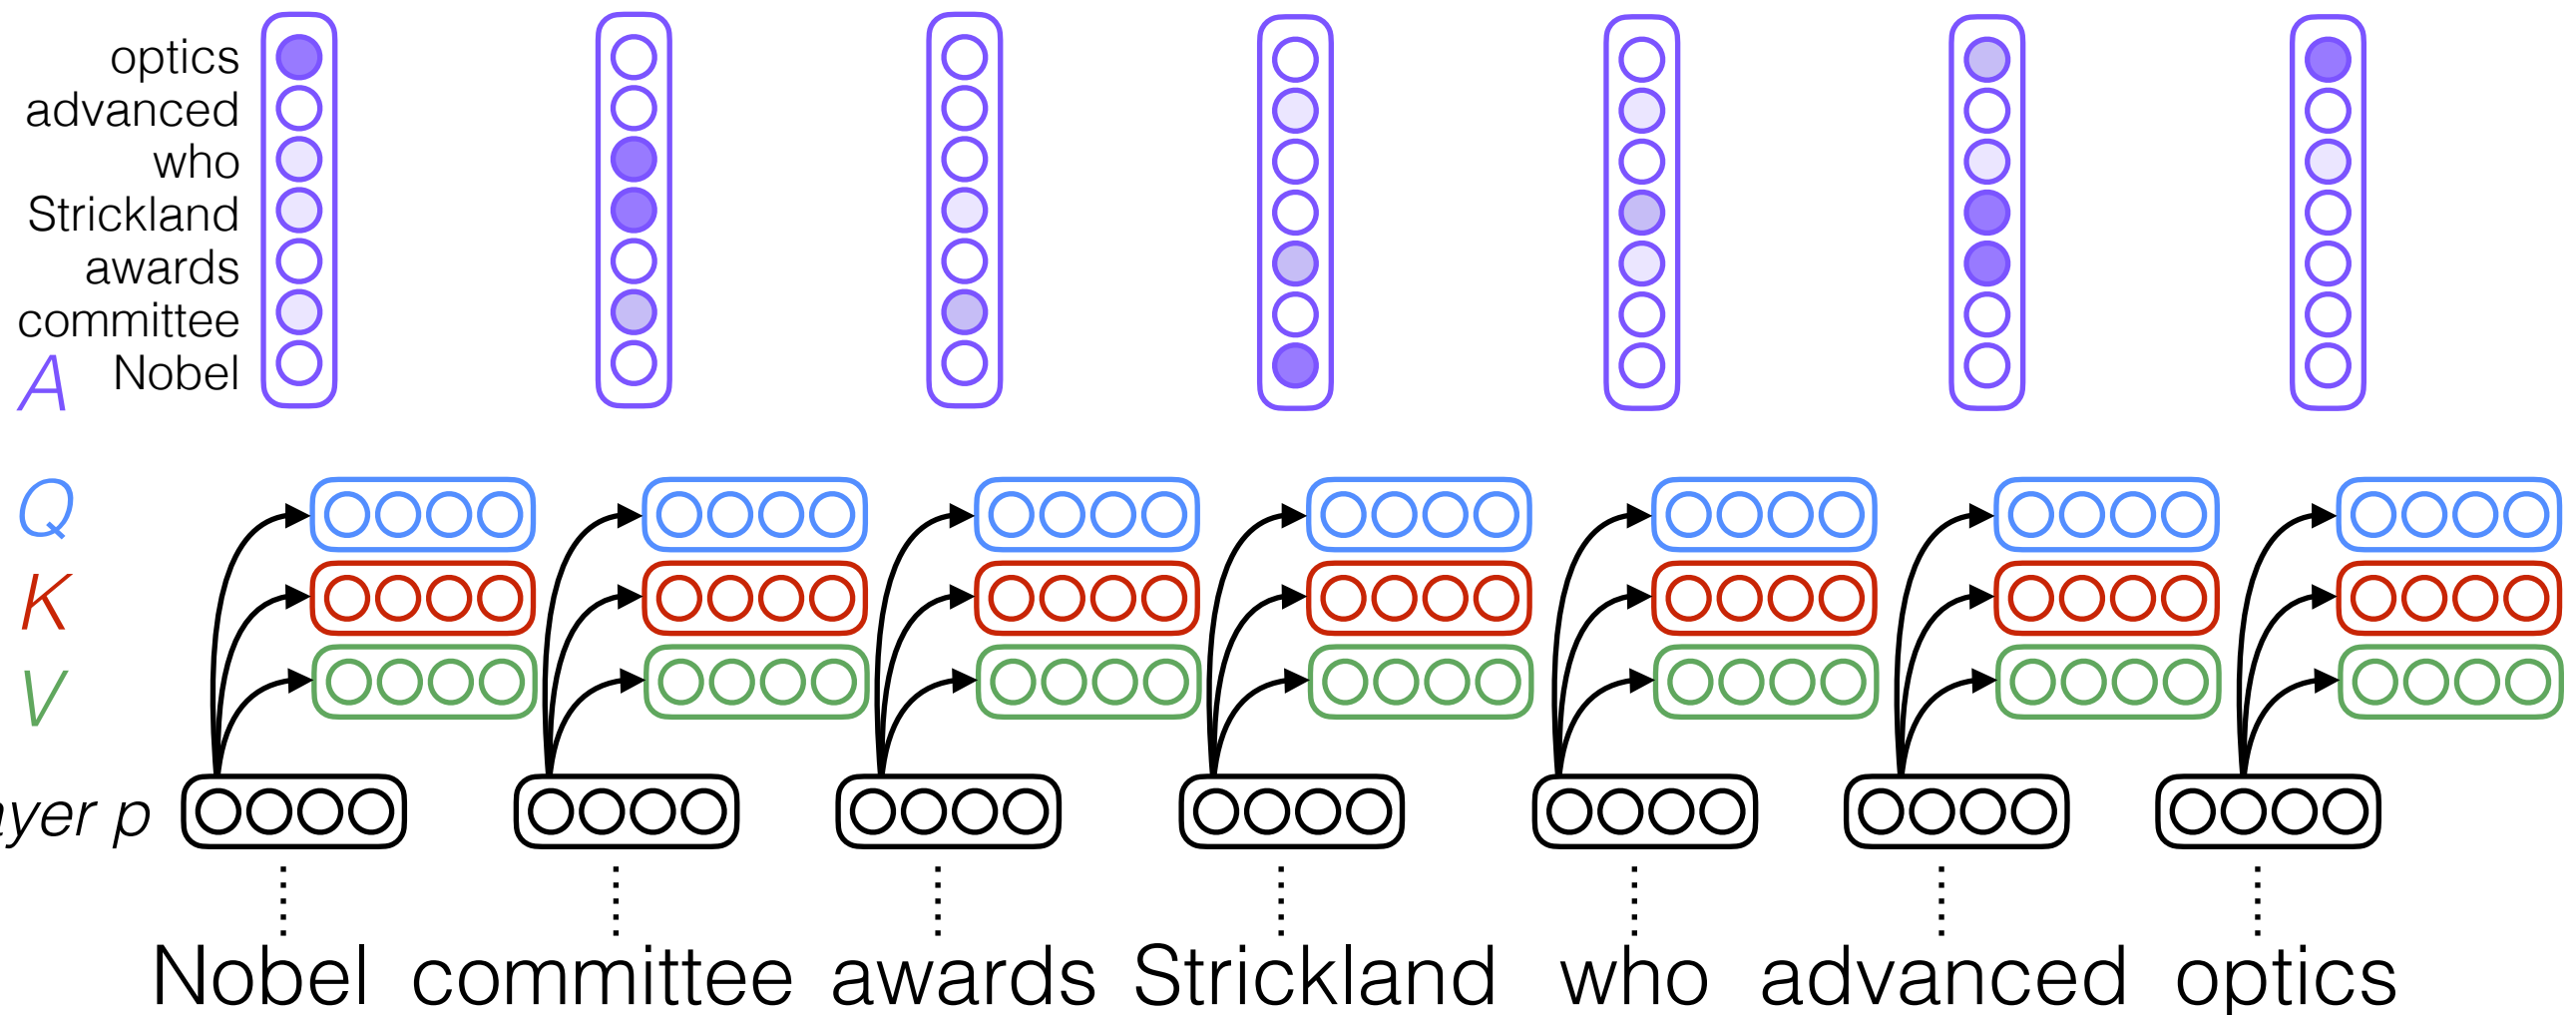 optics
advanced
who
Strickland
awards
committee
A Nobel
Q
K
V
ayer p
Nobel committee awards Strickland who advanced optics